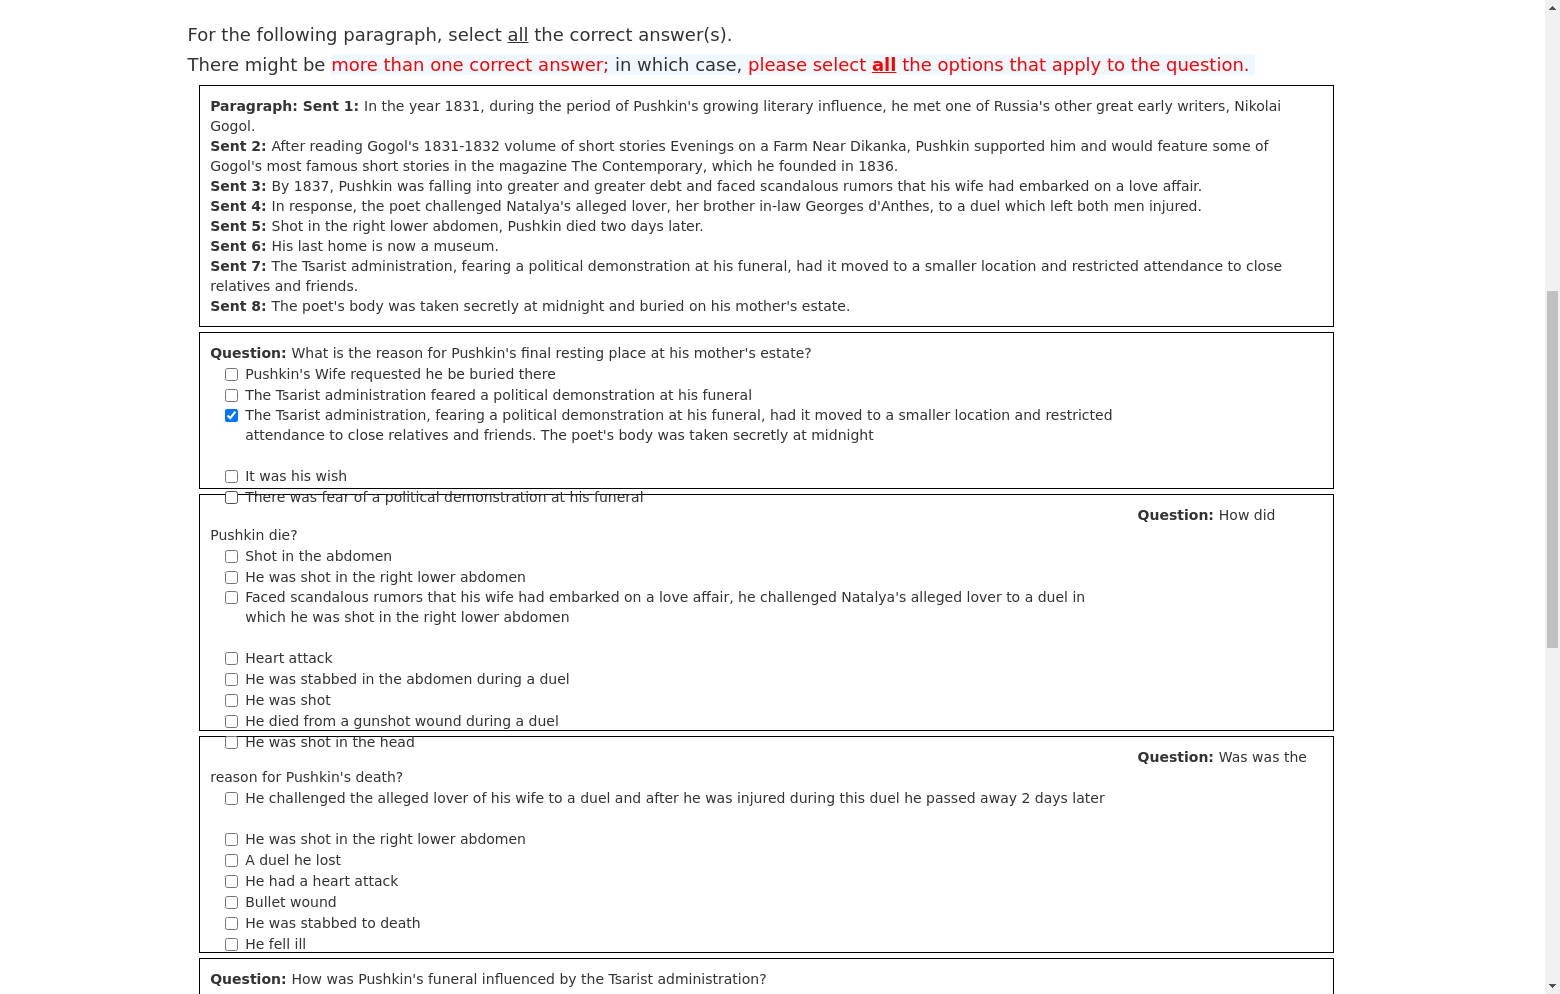 For the following paragraph, select all the correct answer(s).
There might be more than one correct answer; in which case, please select all the options that apply to the question.
Paragraph: Sent 1: In the year 1831, during the period of Pushkin's growing literary influence, he met one of Russia's other great early writers, Nikolai
Gogol.
Sent 2: After reading Gogol's 1831-1832 volume of short stories Evenings on a Farm Near Dikanka, Pushkin supported him and would feature some of
Gogol's most famous short stories in the magazine The Contemporary, which he founded in 1836.
Sent 3: By 1837, Pushkin was falling into greater and greater debt and faced scandalous rumors that his wife had embarked on a love affair.
Sent 4: In response, the poet challenged Natalya's alleged lover, her brother in-law Georges d'Anthes, to a duel which left both men injured.
Sent 5: Shot in the right lower abdomen, Pushkin died two days later.
Sent 6: His last home is now a museum.
Sent 7: The Tsarist administration, fearing a political demonstration at his funeral, had it moved to a smaller location and restricted attendance to close
relatives and friends.
Sent 8: The poet's body was taken secretly at midnight and buried on his mother's estate.
Question: What is the reason for Pushkin's final resting place at his mother's estate?
Pushkin's Wife requested he be buried there
The Tsarist administration feared a political demonstration at his funeral
The Tsarist administration, fearing a political demonstration at his funeral, had it moved to a smaller location and restricted
attendance to close relatives and friends. The poet's body was taken secretly at midnight
It was his wish
There was fear of a political demonstration at his funeral
Question: How did
Pushkin die?
Shot in the abdomen
He was shot in the right lower abdomen
Faced scandalous rumors that his wife had embarked on a love affair, he challenged Natalya's alleged lover to a duel in
which he was shot in the right lower abdomen
Heart attack
He was stabbed in the abdomen during a duel
He was shot
He died from a gunshot wound during a duel
He was shot in the head
Question: Was was the
reason for Pushkin's death?
He challenged the alleged lover of his wife to a duel and after he was injured during this duel he passed away 2 days later
He was shot in the right lower abdomen
A duel he lost
He had a heart attack
Bullet wound
He was stabbed to death
He fell ill
Question: How was Pushkin's funeral influenced by the Tsarist administration?